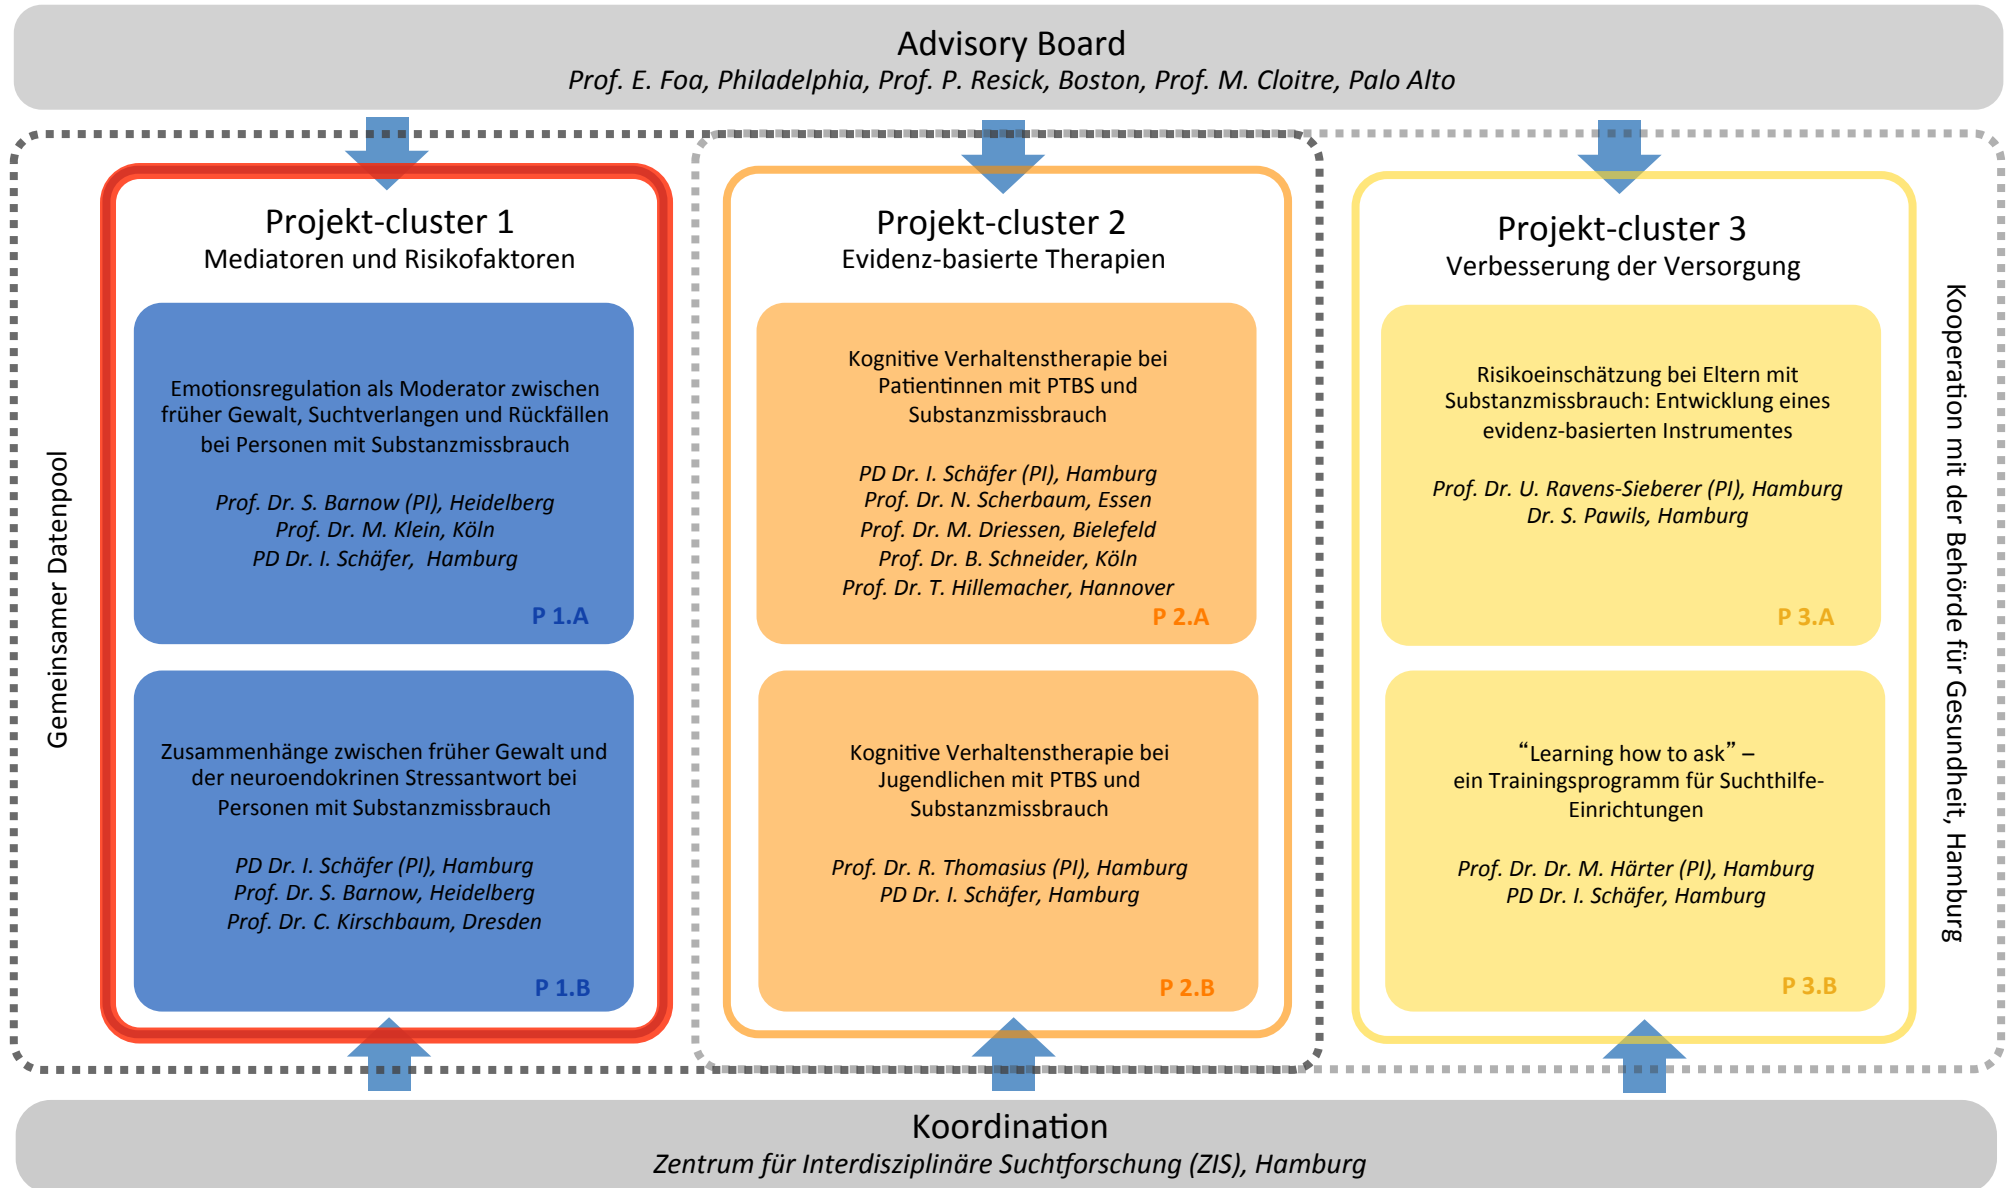 Advisory Board
Prof. E. Foa, Philadelphia, Prof. P. Resick, Boston, Prof. M. Cloitre, Palo Alto
Gemeinsamer Datenpool
Projekt-cluster 1
Mediatoren und Risikofaktoren
Emotionsregulation als Moderator zwischen
früher Gewalt, Suchtverlangen und Rückfällen
bei Personen mit Substanzmissbrauch
Prof. Dr. S. Barnow (PI), Heidelberg
Prof. Dr. M. Klein, Köln
PD Dr. I. Schäfer, Hamburg
P 1.A
Zusammenhänge zwischen früher Gewalt und
der neuroendokrinen Stressantwort bei
Personen mit Substanzmissbrauch
PD Dr. I. Schäfer (PI), Hamburg
Prof. Dr. S. Barnow, Heidelberg
Prof. Dr. C. Kirschbaum, Dresden
P 1.B
Projekt-cluster 2
Evidenz-basierte Therapien
Kognitive Verhaltenstherapie bei
Patientinnen mit PTBS und
Substanzmissbrauch
PD Dr. I. Schäfer (PI), Hamburg
Prof. Dr. N. Scherbaum, Essen
Prof. Dr. M. Driessen, Bielefeld
Prof. Dr. B. Schneider, Köln
Prof. Dr. T. Hillemacher, Hannover
P 2.A
Kognitive Verhaltenstherapie bei
Jugendlichen mit PTBS und
Substanzmissbrauch
Prof. Dr. R. Thomasius (PI), Hamburg
PD Dr. I. Schäfer, Hamburg
P 2.B
Projekt-cluster 3
Verbesserung der Versorgung
Risikoeinschätzung bei Eltern mit
Substanzmissbrauch: Entwicklung eines
evidenz-basierten Instrumentes
Prof. Dr. U. Ravens-Sieberer (PI), Hamburg
Dr. S. Pawils, Hamburg
P 3.A
“Learning how to ask” –
ein Trainingsprogramm für Suchthilfe-
Einrichtungen
Prof. Dr. Dr. M. Härter (PI), Hamburg
PD Dr. I. Schäfer, Hamburg
P 3.B
Kooperation mit der Behörde für Gesundheit, Hamburg
Koordination
Zentrum für Interdisziplinäre Suchtforschung (ZIS), Hamburg